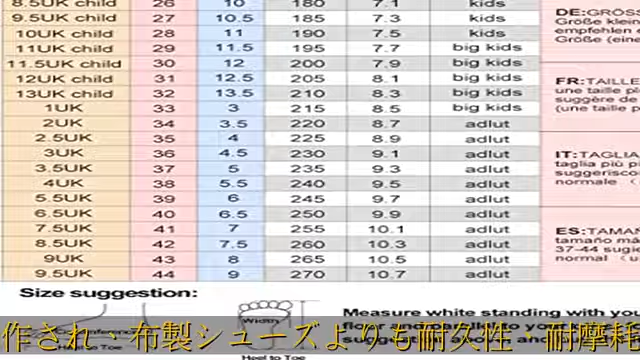 8.5UK child 26 10 180 7.1 kids
9.5UK child 27 10.5 185 7.3 kids
10UK child 28 11 190 7.5 kids
11UK child 29 11.5 195 7.7 big kids
11.5UK child 30 12 200 7.9 big kids
12UK child 31 12.5 205 8.1 big kids
13UK child 32 13.5 210 8.3 big kids
1UK 33 3 215 8.5 big kids
2UK 34 3.5 220 8.7 adlut
2.5UK 35 4 225 8.9 adlut
3UK 36 4.5 230 9.1 adlut
3.5UK 37 5 235 9.3 adlut
4UK 38 5.5 240 9.5 adlut
5.5UK 39 6 245 9.7 adlut
6.5UK 40 6.5 250 9.9 adlut
7.5UK 41 7 255 10.1 adlut
8.5UK 42 7.5 260 10.3 adlut
9UK 43 8 265 10.5 adlut
9.5UK 44 9 270 10.7 adlut
DE:GRÖSS
Größe klein
empfehlen
Größe (eine
FR:TAILLE
une taille pl
suggère de
(une taille p
IT:TAGLIA
taglia più p
suggerisco
normale (u
ES:TAMAÑ
tamaño má
37-44 sugie
normal (u
Size suggestion:
Width
Measure white standing with you
作され、布製シューズよりも耐久性・耐摩耗
Heel to Toe
Heel to Toe